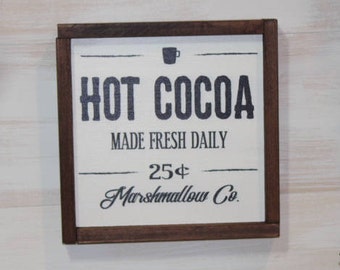 HOT COCOA
MADE FRESH DAILY
25¢
Marshmallow Co.